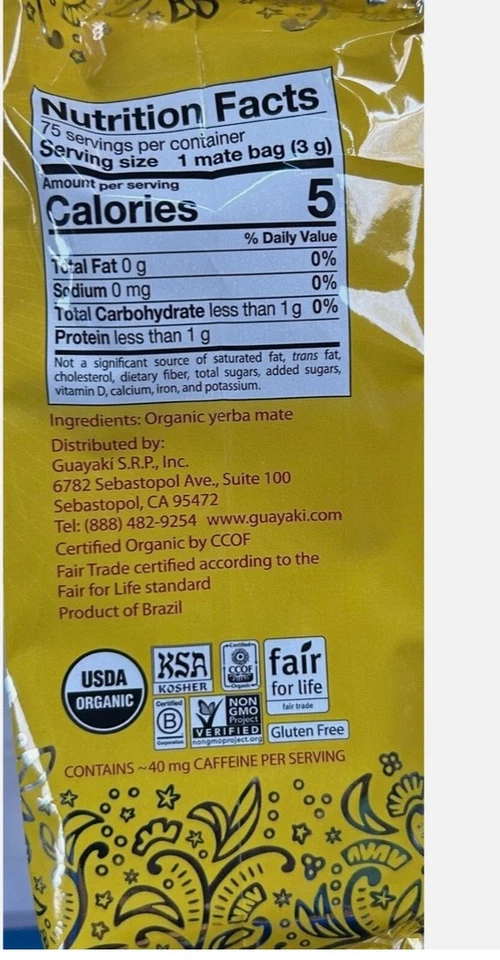 Nutrition Facts
75 servings per container
Serving size 1 mate bag (3 g)
Amount per serving
Calories 5
% Daily Value
Total Fat 0 g 0%
Sodium 0 mg 0%
Total Carbohydrate less than 1 g 0%
Protein less than 1 g
Not a significant source of saturated fat, trans fat,
cholesterol, dietary fiber, total sugars, added sugars,
vitamin D, calcium, iron, and potassium.
Ingredients: Organic yerba mate
Distributed by:
Guayakí S.R.P., Inc.
6782 Sebastopol Ave., Suite 100
Sebastopol, CA 95472
Tel: (888) 482-9254 www.guayaki.com
Certified Organic by CCOF
Fair Trade certified according to the
Fair for Life standard
Product of Brazil
USDA
ORGANIC
KSA
KOSHER
Certified
CCOF
Organic
fair
for life
fair trade
Certified
B
Corporation
NON
GMO
Project
VERIFIED
nongmoproject.org
Gluten Free
CONTAINS ~40 mg CAFFEINE PER SERVING